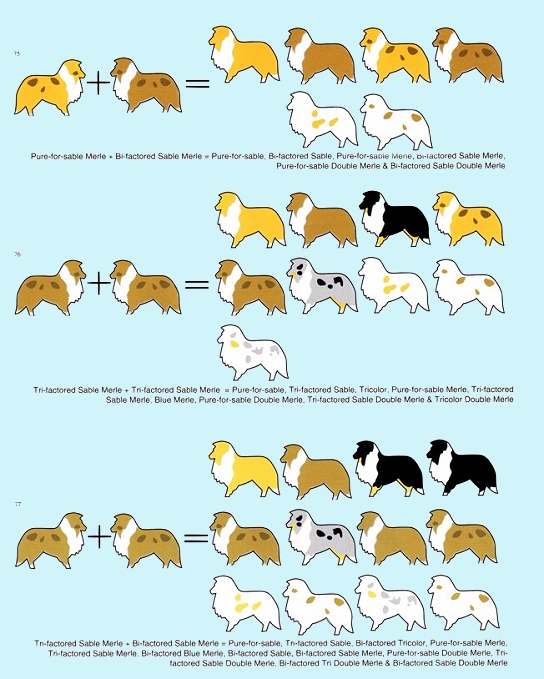 75
Pure-for-sable Merle + Bi-factored Sable Merle = Pure-for-sable, Bi-factored Sable, Pure-for-sable Merle, Bi-factored Sable Merle,
Pure-for-sable Double Merle & Bi-factored Sable Double Merle
76
Tri-factored Sable Merle + Tri-factored Sable Merle = Pure-for-sable, Tri-factored Sable, Tricolor, Pure-for-sable Merle, Tri-factored
Sable Merle, Blue Merle, Pure-for-sable Double Merle, Tri-factored Sable Double Merle & Tricolor Double Merle
77
Tri-factored Sable Merle + Bi-factored Sable Merle = Pure-for-sable, Tri-factored Sable, Bi-factored Tricolor, Pure-for-sable Merle,
Tri-factored Sable Merle, Bi-factored Blue Merle, Bi-factored Sable, Bi-factored Sable Merle, Pure-for-sable Double Merle, Tri-
factored Sable Double Merle, Bi-factored Tri Double Merle & Bi-factored Sable Double Merle